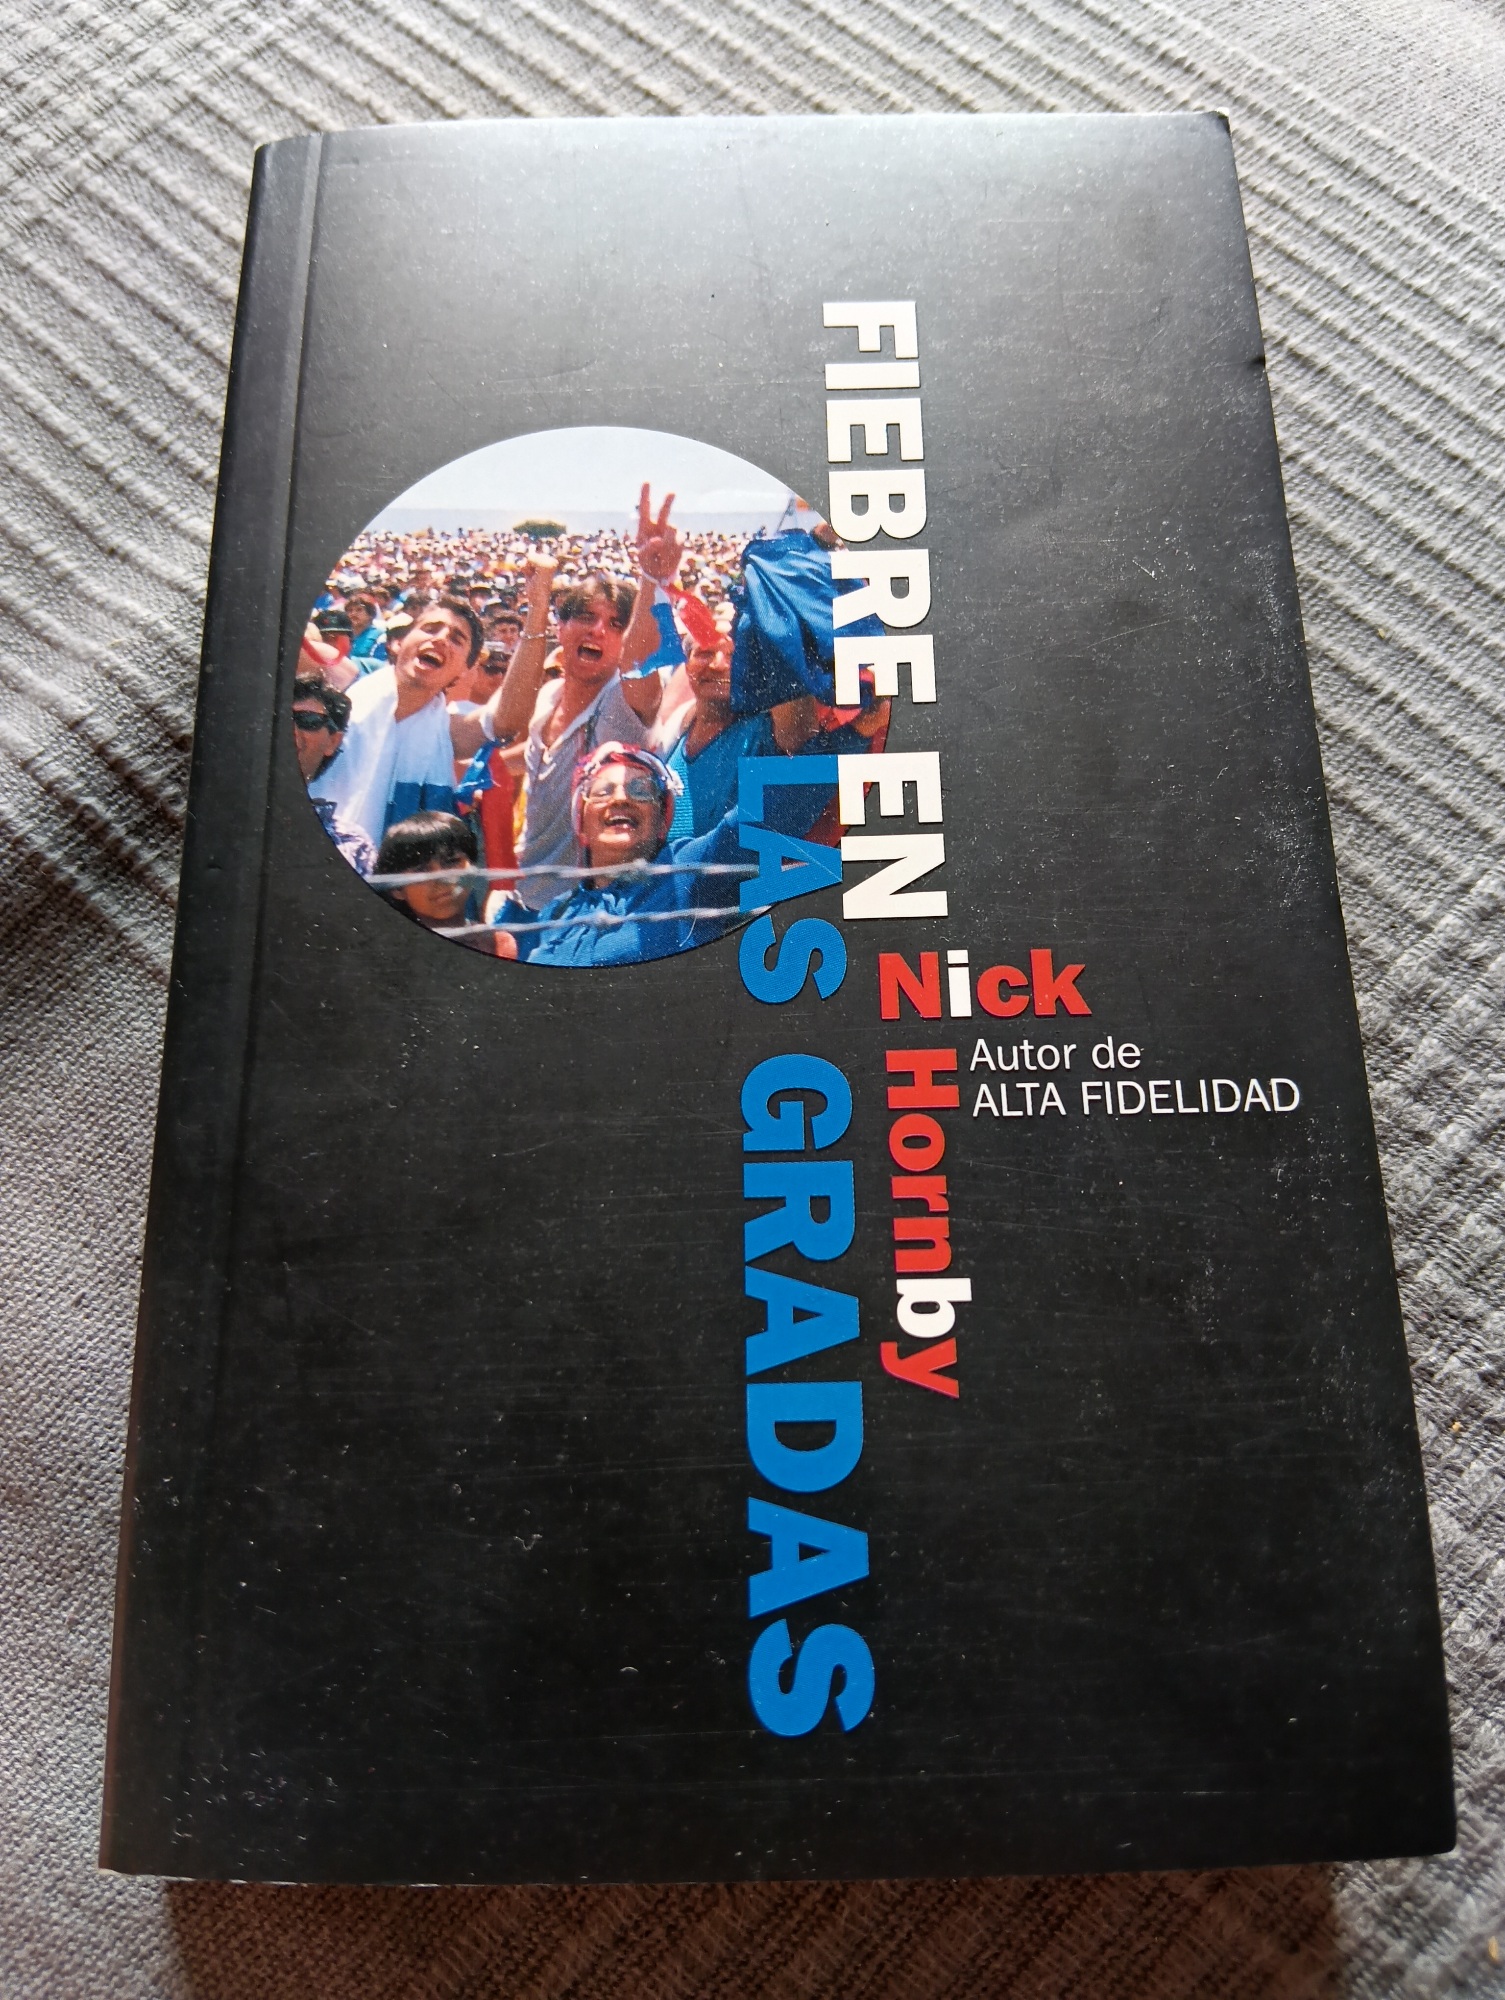 FIEBRE EN
LAS GRADAS
Nick
Hornby
Autor de
ALTA FIDELIDAD